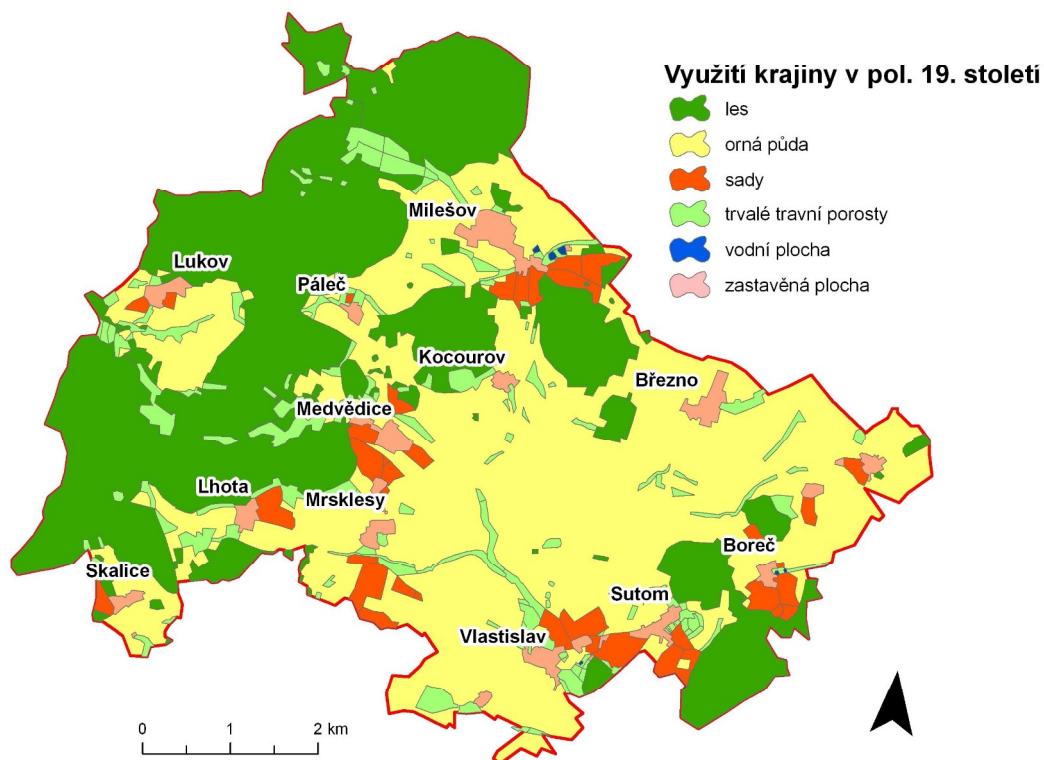 Využití krajiny v pol. 19. století
les
orná půda
sady
trvalé travní porosty
vodní plocha
zastavěná plocha
Milešov
Lukov
Páleč
Kocourov
Březno
Medvědice
Lhota
Mrsklesy
Boreč
Skalice
Sutom
Vlastislav
0 1 2 km